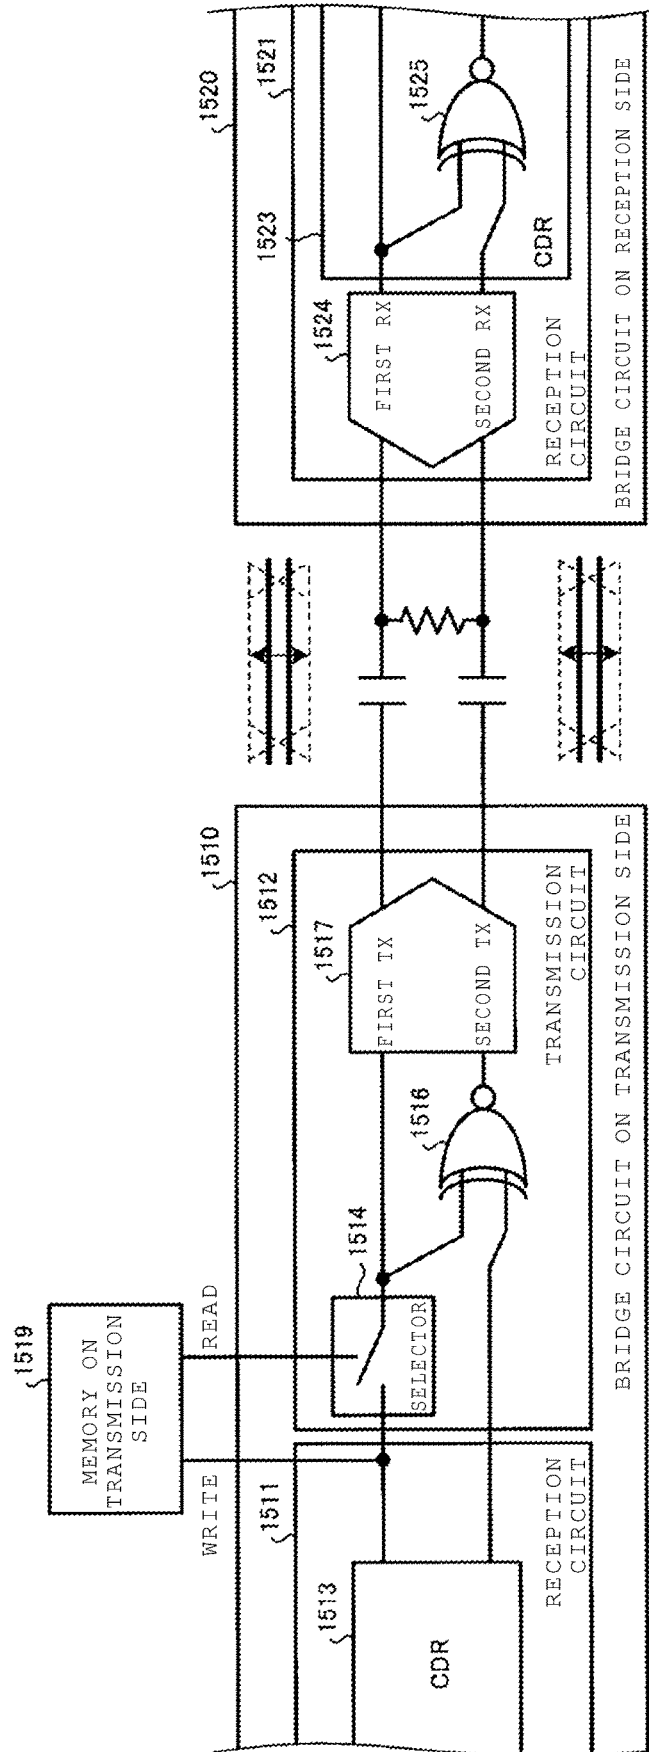 1519
MEMORY ON
TRANSMISSION
SIDE
WRITE
READ
1510
1511
1512
1513
CDR
RECEPTION
CIRCUIT
1514
SELECTOR
1516
1517
FIRST TX
SECOND TX
TRANSMISSION
CIRCUIT
BRIDGE CIRCUIT ON TRANSMISSION SIDE
1520
1521
1523
1524
FIRST RX
SECOND RX
1525
CDR
RECEPTION
CIRCUIT
BRIDGE CIRCUIT ON RECEPTION SIDE